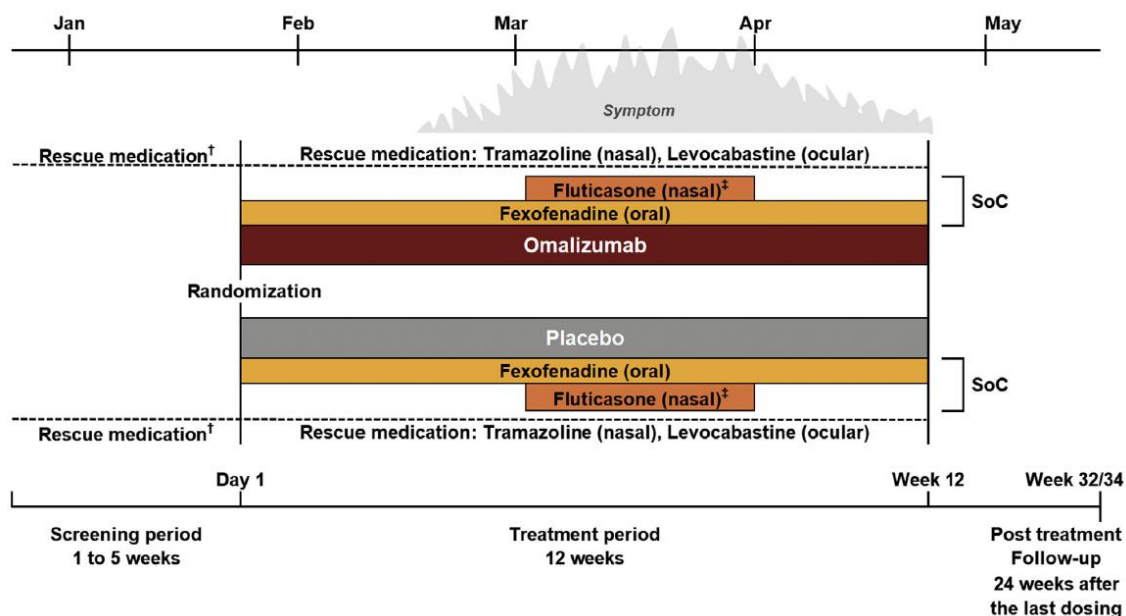 Jan Feb Mar Apr May
Symptom
Rescue medication† Rescue medication: Tramazoline (nasal), Levocabastine (ocular)
Fluticasone (nasal)‡
SoC
Fexofenadine (oral)
Omalizumab
Randomization
Placebo
Fexofenadine (oral)
SoC
Fluticasone (nasal)‡
Rescue medication† Rescue medication: Tramazoline (nasal), Levocabastine (ocular)
Day 1 Week 12 Week 32/34
Screening period
1 to 5 weeks
Treatment period
12 weeks
Post treatment
Follow-up
24 weeks after
the last dosing